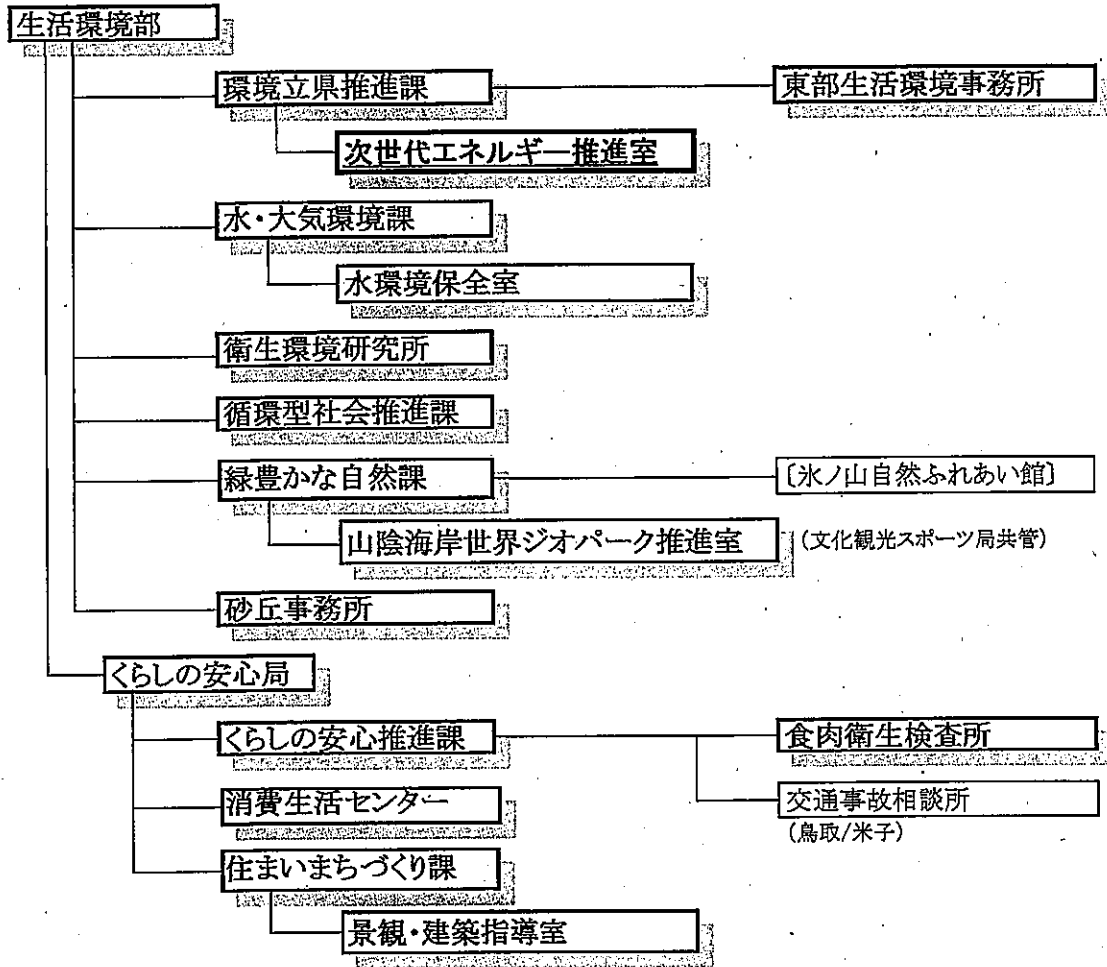 生活環境部
環境立県推進課
東部生活環境事務所
次世代エネルギー推進室
水・大気環境課
水環境保全室
衛生環境研究所
循環型社会推進課
緑豊かな自然課
〔氷ノ山自然ふれあい館〕
山陰海岸世界ジオパーク推進室
(文化観光スポーツ局共管)
砂丘事務所
くらしの安心局
くらしの安心推進課
食肉衛生検査所
消費生活センター
交通事故相談所
(鳥取/米子)
住まいまちづくり課
景観・建築指導室